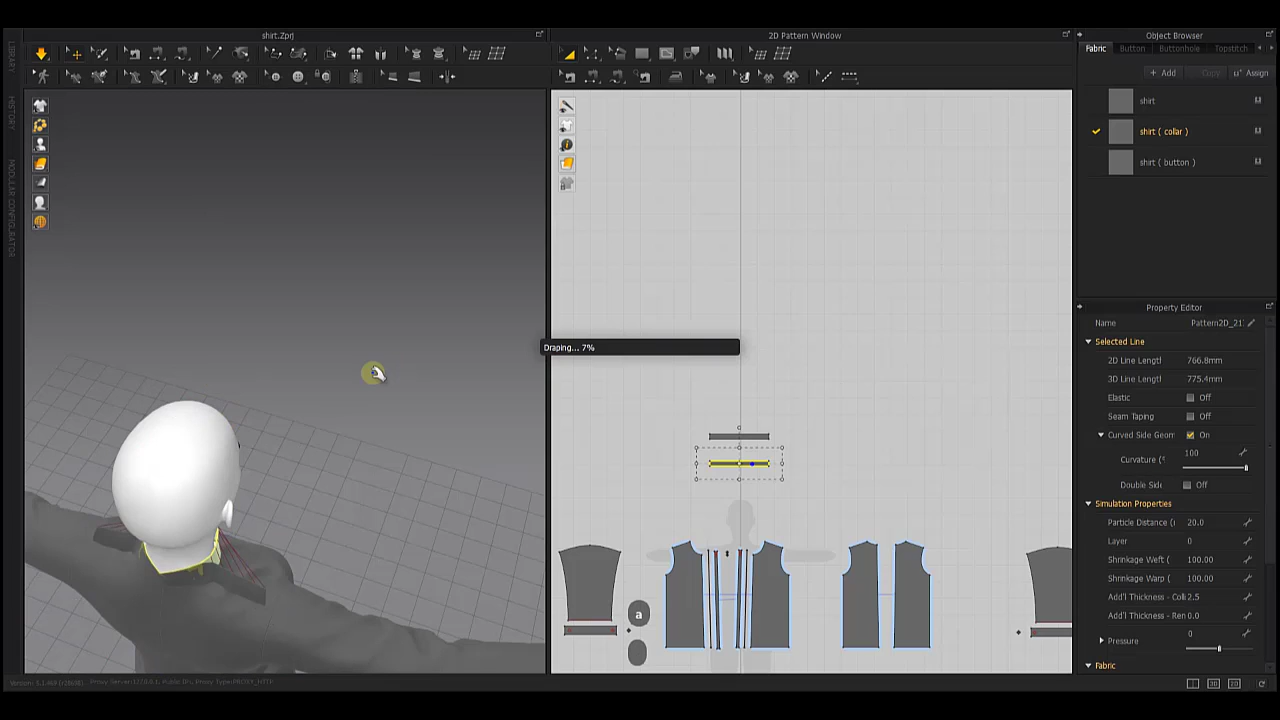 shirt.Zprj
2D Pattern Window
Object Browser
LIBRARY
HISTORY
MODULAR CONFIGURATOR
Fabric
Button
Buttonhole
Topstitch
+ Add
Copy
Assign
shirt
shirt ( collar )
shirt ( button )
Property Editor
Name
Pattern2D_21
Selected Line
2D Line Lengtl
766.8mm
3D Line Lengtl
775.4mm
Elastic
Off
Seam Taping
Off
Curved Side Geom
On
Curvature (
100
Double Side
Off
Simulation Properties
Particle Distance (
20.0
Layer
0
Shrinkage Weft (
100.00
Shrinkage Warp (
100.00
Add'l Thickness - Coll
2.5
Add'l Thickness - Ren
0.0
Pressure
0
Fabric
Draping... 7%
a